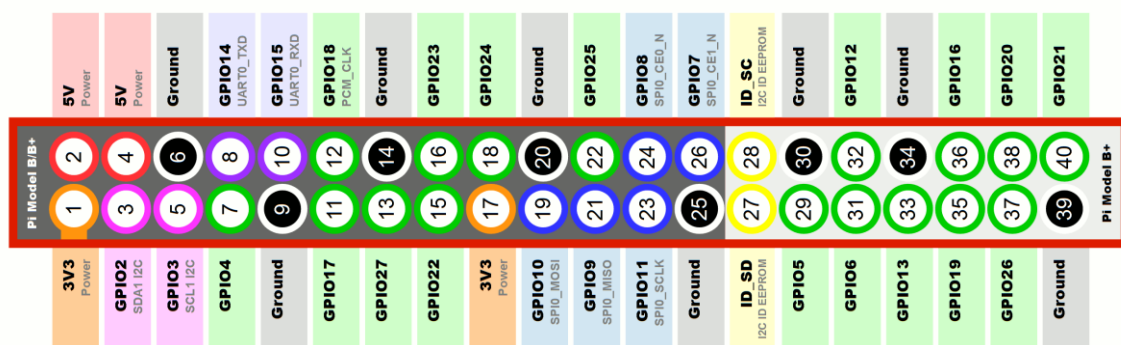 5V
Power
5V
Power
Ground
GPIO14
UART0_TXD
GPIO15
UART0_RXD
GPIO18
PCM_CLK
Ground
GPIO23
GPIO24
Ground
GPIO25
GPIO8
SPI0_CE0_N
GPIO7
SPI0_CE1_N
ID_SC
I2C ID EEPROM
Ground
GPIO12
Ground
GPIO16
GPIO20
GPIO21
Pi Model B/B+
2 4 6 8 10 12 14 16 18 20 22 24 26 28 30 32 34 36 38 40
1 3 5 7 9 11 13 15 17 19 21 23 25 27 29 31 33 35 37 39
Pi Model B+
3V3
Power
GPIO2
SDA1 I2C
GPIO3
SCL1 I2C
GPIO4
Ground
GPIO17
GPIO27
GPIO22
3V3
Power
GPIO10
SPI0_MOSI
GPIO9
SPI0_MISO
GPIO11
SPI0_SCLK
Ground
ID_SD
I2C ID EEPROM
GPIO5
GPIO6
GPIO13
GPIO19
GPIO26
Ground